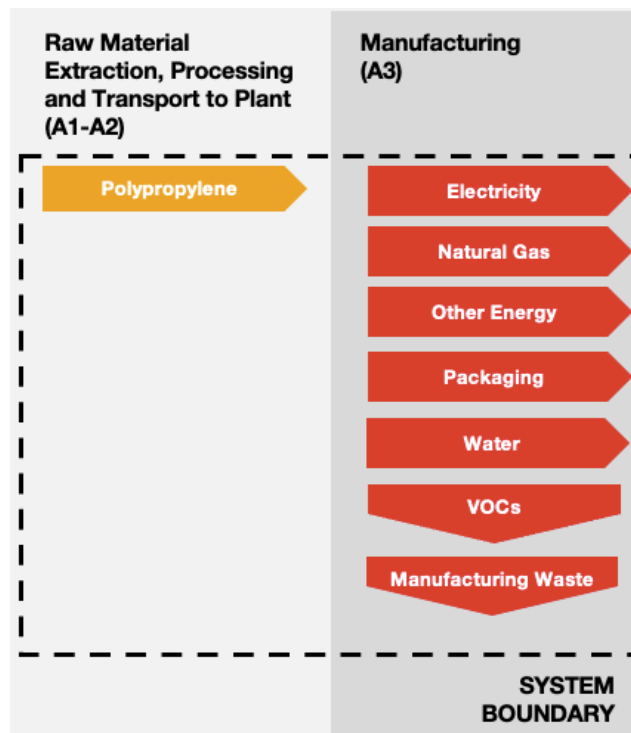 Raw Material
Extraction, Processing
and Transport to Plant
(A1-A2)
Manufacturing
(A3)
Polypropylene
Electricity
Natural Gas
Other Energy
Packaging
Water
VOCs
Manufacturing Waste
SYSTEM
BOUNDARY